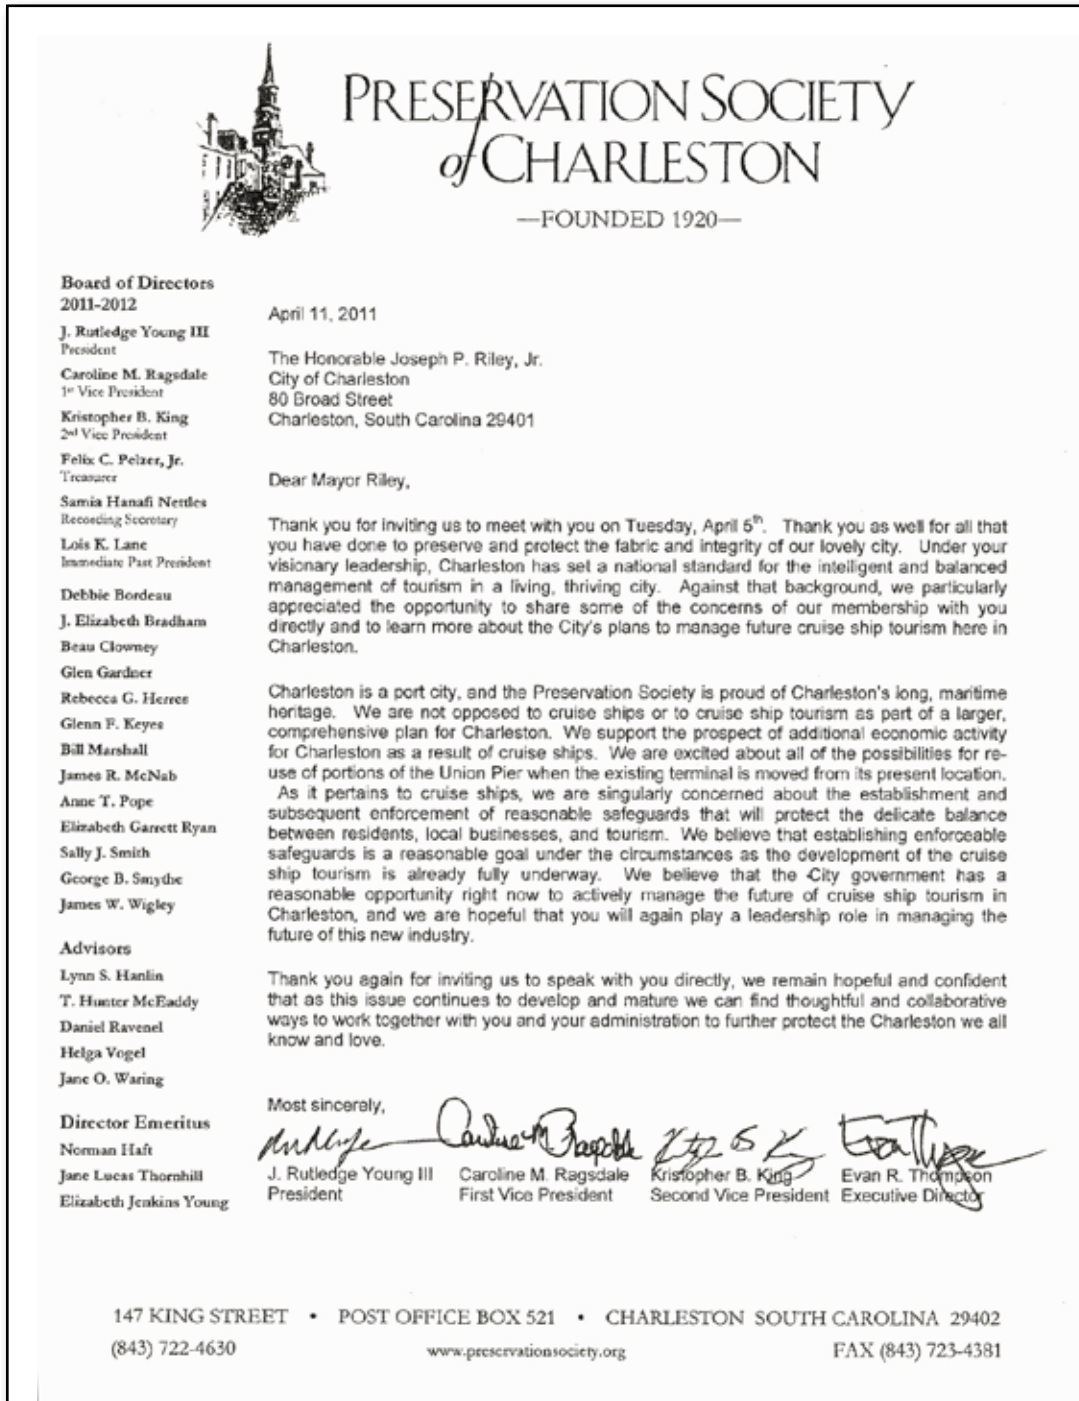 PRESERVATION SOCIETY
of CHARLESTON
—FOUNDED 1920—
Board of Directors
2011-2012
J. Rutledge Young III
President
Caroline M. Ragsdale
1st Vice President
Kristopher B. King
2nd Vice President
Felix C. Pelzer, Jr.
Treasurer
Samia Hanafi Nettles
Recording Secretary
Lois K. Lane
Immediate Past President
Debbie Bordeau
J. Elizabeth Bradham
Beau Clowney
Glen Gardner
Rebecca G. Herres
Glenn F. Keyes
Bill Marshall
James R. McNab
Anne T. Pope
Elizabeth Garrett Ryan
Sally J. Smith
George B. Smythe
James W. Wigley
Advisors
Lynn S. Hanlin
T. Hunter McEaddy
Daniel Ravenel
Helga Vogel
Jane O. Waring
Director Emeritus
Norman Haft
Jane Lucas Thornhill
Elizabeth Jenkins Young
April 11, 2011
The Honorable Joseph P. Riley, Jr.
City of Charleston
80 Broad Street
Charleston, South Carolina 29401
Dear Mayor Riley,
Thank you for inviting us to meet with you on Tuesday, April 5th. Thank you as well for all that
you have done to preserve and protect the fabric and integrity of our lovely city. Under your
visionary leadership, Charleston has set a national standard for the intelligent and balanced
management of tourism in a living, thriving city. Against that background, we particularly
appreciated the opportunity to share some of the concerns of our membership with you
directly and to learn more about the City's plans to manage future cruise ship tourism here in
Charleston.
Charleston is a port city, and the Preservation Society is proud of Charleston's long, maritime
heritage. We are not opposed to cruise ships or to cruise ship tourism as part of a larger,
comprehensive plan for Charleston. We support the prospect of additional economic activity
for Charleston as a result of cruise ships. We are excited about all of the possibilities for re-
use of portions of the Union Pier when the existing terminal is moved from its present location.
As it pertains to cruise ships, we are singularly concerned about the establishment and
subsequent enforcement of reasonable safeguards that will protect the delicate balance
between residents, local businesses, and tourism. We believe that establishing enforceable
safeguards is a reasonable goal under the circumstances as the development of the cruise
ship tourism is already fully underway. We believe that the City government has a
reasonable opportunity right now to actively manage the future of cruise ship tourism in
Charleston, and we are hopeful that you will again play a leadership role in managing the
future of this new industry.
Thank you again for inviting us to speak with you directly, we remain hopeful and confident
that as this issue continues to develop and mature we can find thoughtful and collaborative
ways to work together with you and your administration to further protect the Charleston we all
know and love.
Most sincerely,
Caroline M Ragsdale
J. Rutledge Young III Caroline M. Ragsdale Kristopher B. King Evan R. Thompson
President First Vice President Second Vice President Executive Director
147 KING STREET • POST OFFICE BOX 521 • CHARLESTON SOUTH CAROLINA 29402
(843) 722-4630 www.preservationsociety.org FAX (843) 723-4381